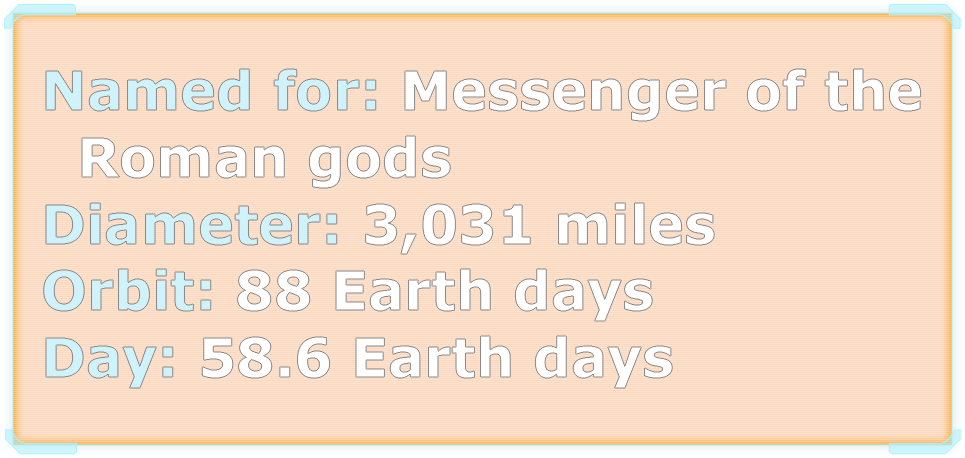 Named for: Messenger of the
Roman gods
Diameter: 3,031 miles
Orbit: 88 Earth days
Day: 58.6 Earth days